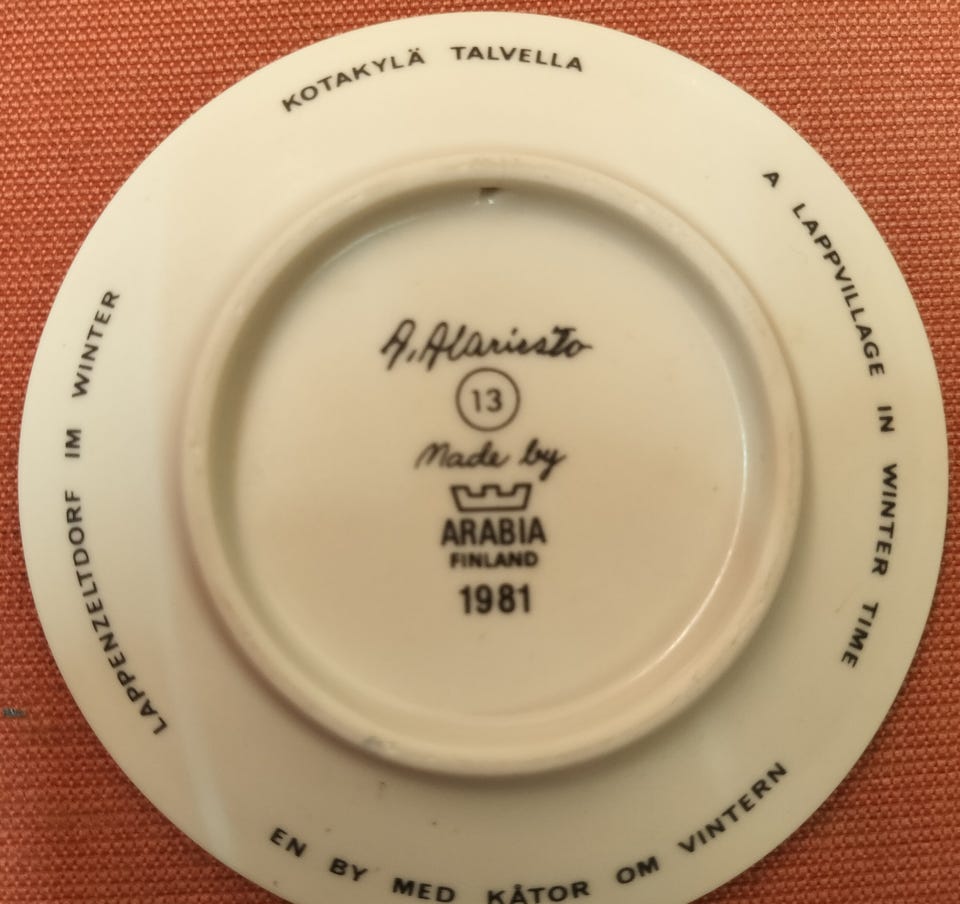 KOTAKYLÄ TALVELLA
A LAPPVILLAGE IN WINTER TIME
EN BY MED KÅTOR OM VINTERN
LAPPENZELTDORF IM WINTER
A. Alariesto
13
Made by
ARABIA
FINLAND
1981